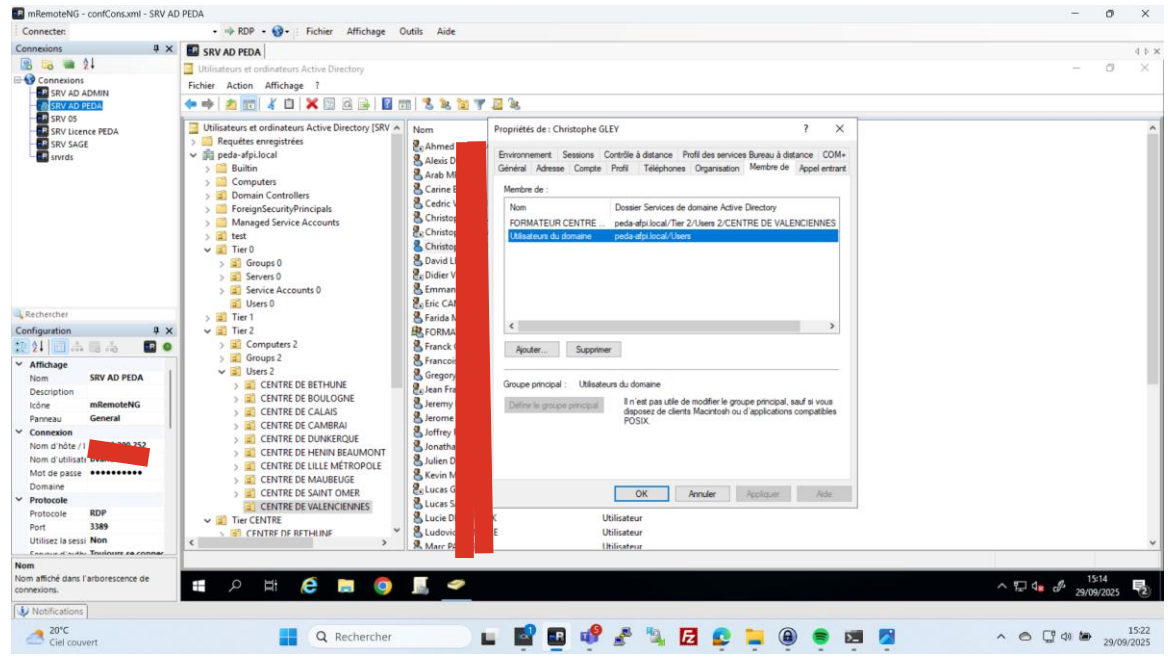 mRemoteNG - confCons.xml - SRV AD PEDA
Connecter: RDP Fichier Affichage Outils Aide
Connexions
Connexions
SRV AD ADMIN
SRV AD PEDA
SRV 05
SRV Licence PEDA
SRV SAGE
srvrds
Rechercher
Configuration
Affichage
Nom SRV AD PEDA
Description
Icône mRemoteNG
Panneau General
Connexion
Nom d'hôte /
Nom d'utilisate
Mot de passe ●●●●●●●●●●
Domaine
Protocole
Protocole RDP
Port 3389
Utilisez la sessi Non
Nom
Nom affiché dans l'arborescence de
connexions.
Notifications
SRV AD PEDA
Utilisateurs et ordinateurs Active Directory
Fichier Action Affichage ?
Utilisateurs et ordinateurs Active Directory [SRV
Requêtes enregistrées
peda-afpi.local
Builtin
Computers
Domain Controllers
ForeignSecurityPrincipals
Managed Service Accounts
test
Tier 0
Groups 0
Servers 0
Service Accounts 0
Users 0
Tier 1
Tier 2
Computers 2
Groups 2
Users 2
CENTRE DE BETHUNE
CENTRE DE BOULOGNE
CENTRE DE CALAIS
CENTRE DE CAMBRAI
CENTRE DE DUNKERQUE
CENTRE DE HENIN BEAUMONT
CENTRE DE LILLE MÉTROPOLE
CENTRE DE MAUBEUGE
CENTRE DE SAINT OMER
CENTRE DE VALENCIENNES
Tier CENTRE
CENTRE DE BETHUNE
Nom
Ahmed
Alexis D
Arab M
Carine
Cedric
Christop
Christop
Christop
David L
Didier V
Emman
Eric CA
Farida
FORMA
Franck
Francois
Gregory
Jean Fra
Jeremy
Jerome
Joffrey
Jonatha
Julien D
Kevin M
Lucas G
Lucas S
Lucie D Utilisateur
Ludovic E Utilisateur
Marc PA Utilisateur
Propriétés de : Christophe GLEY ?
Environnement Sessions Contrôle à distance Profil des services Bureau à distance COM+
Général Adresse Compte Profil Téléphones Organisation Membre de Appel entrant
Membre de :
Nom Dossier Services de domaine Active Directory
FORMATEUR CENTRE ... peda-afpi.local/Tier 2/Users 2/CENTRE DE VALENCIENNES
Utilisateurs du domaine peda-afpi.local/Users
Ajouter... Supprimer
Groupe principal : Utilisateurs du domaine
Définir le groupe principal
Il n'est pas utile de modifier le groupe principal, sauf si vous
disposez de clients Macintosh ou d'applications compatibles
POSIX.
OK Annuler Appliquer Aide
15:14
29/09/2025
2
20°C
Ciel couvert
Rechercher
15:22
29/09/2025